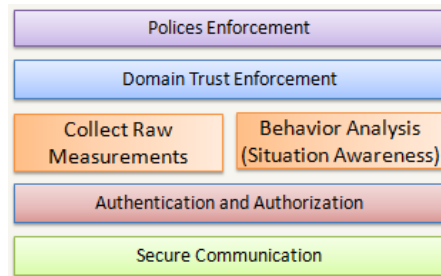 Polices Enforcement
Domain Trust Enforcement
Collect Raw
Measurements
Behavior Analysis
(Situation Awareness)
Authentication and Authorization
Secure Communication